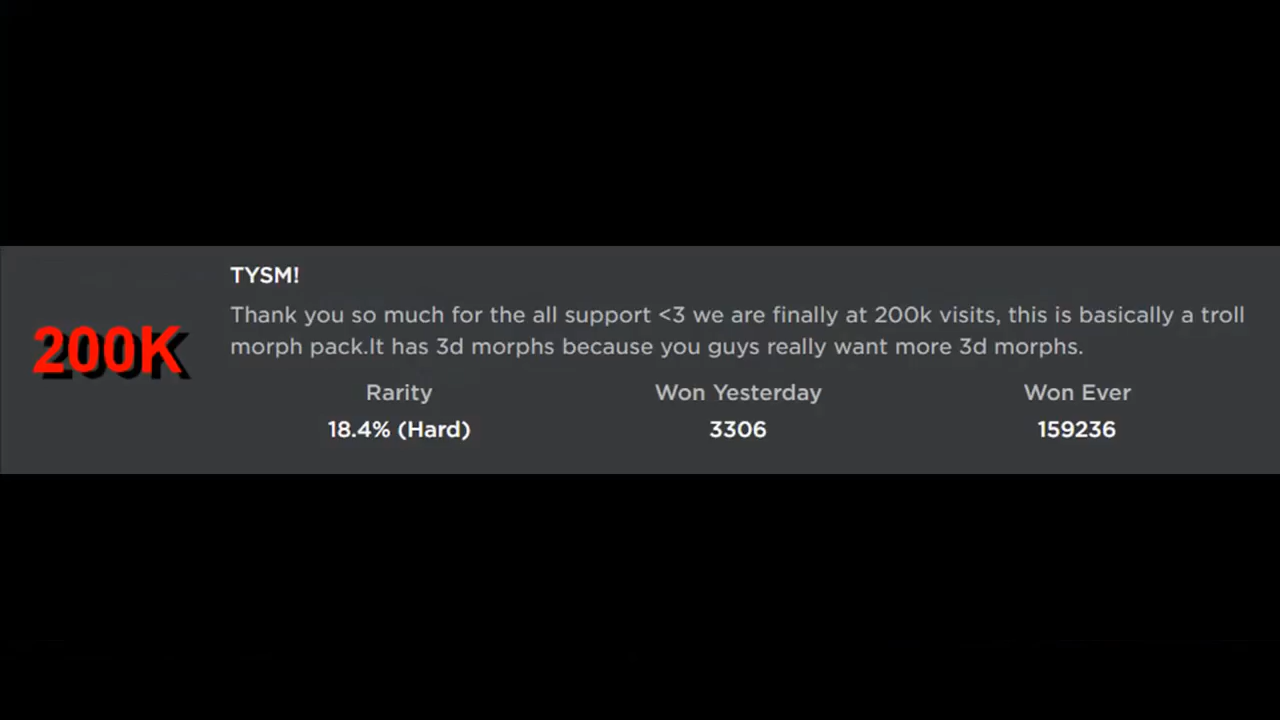 TYSM!
200K
Thank you so much for the all support <3 we are finally at 200k visits, this is basically a troll
morph pack.It has 3d morphs because you guys really want more 3d morphs.
Rarity Won Yesterday Won Ever
18.4% (Hard) 3306 159236